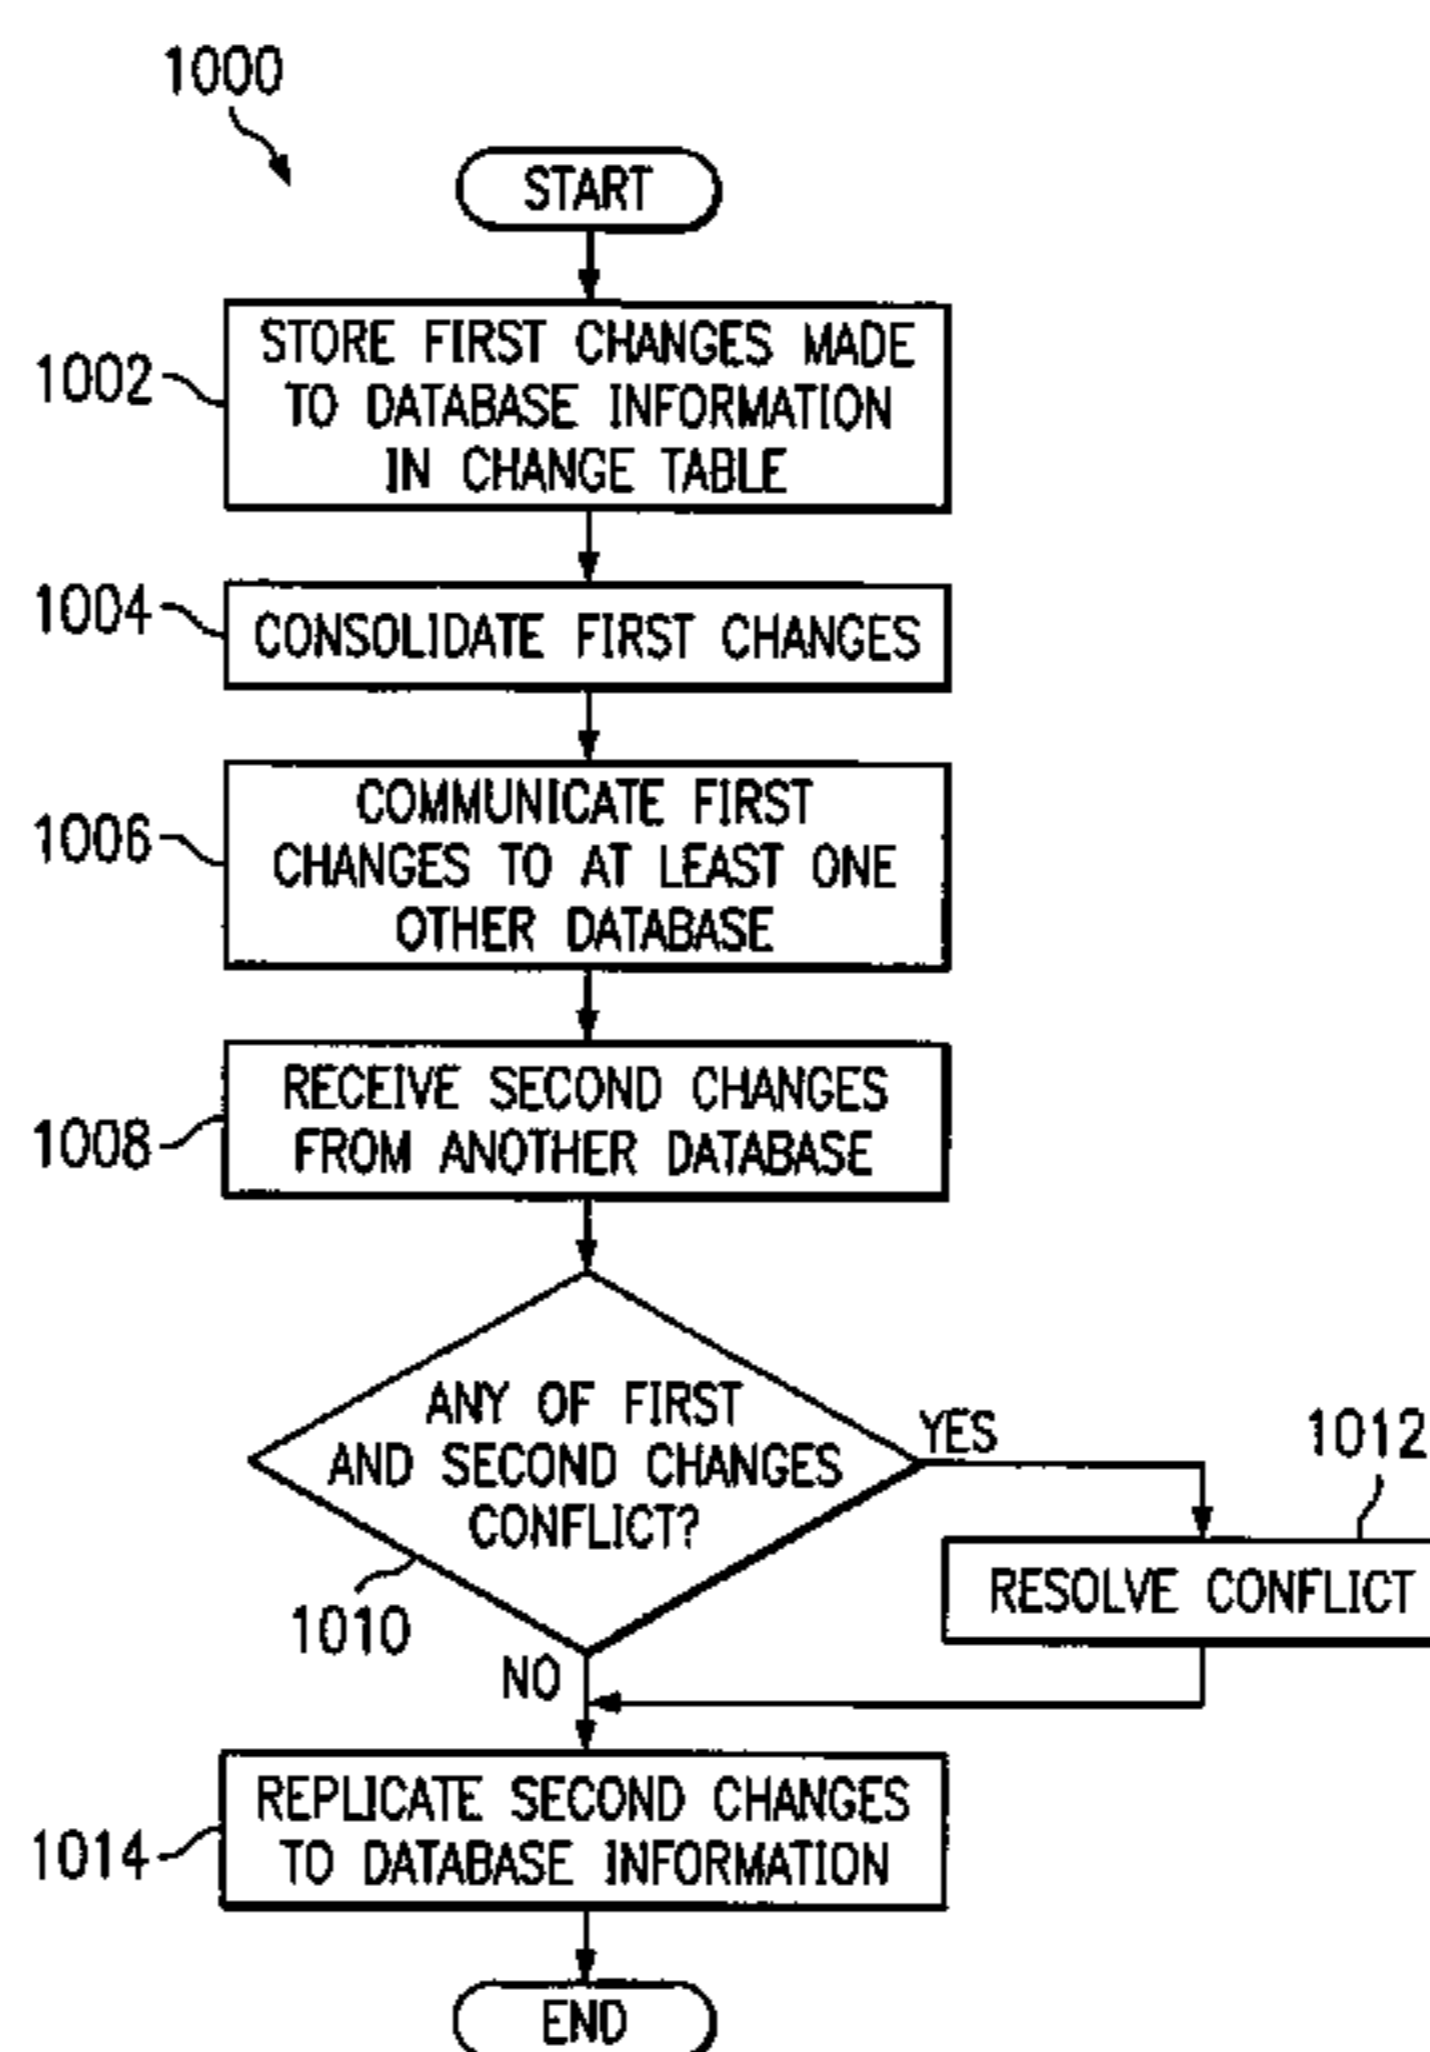 1000
START
1002
STORE FIRST CHANGES MADE
TO DATABASE INFORMATION
IN CHANGE TABLE
1004
CONSOLIDATE FIRST CHANGES
1006
COMMUNICATE FIRST
CHANGES TO AT LEAST ONE
OTHER DATABASE
1008
RECEIVE SECOND CHANGES
FROM ANOTHER DATABASE
ANY OF FIRST
AND SECOND CHANGES
CONFLICT?
1010
YES
1012
RESOLVE CONFLICT
NO
1014
REPLICATE SECOND CHANGES
TO DATABASE INFORMATION
END